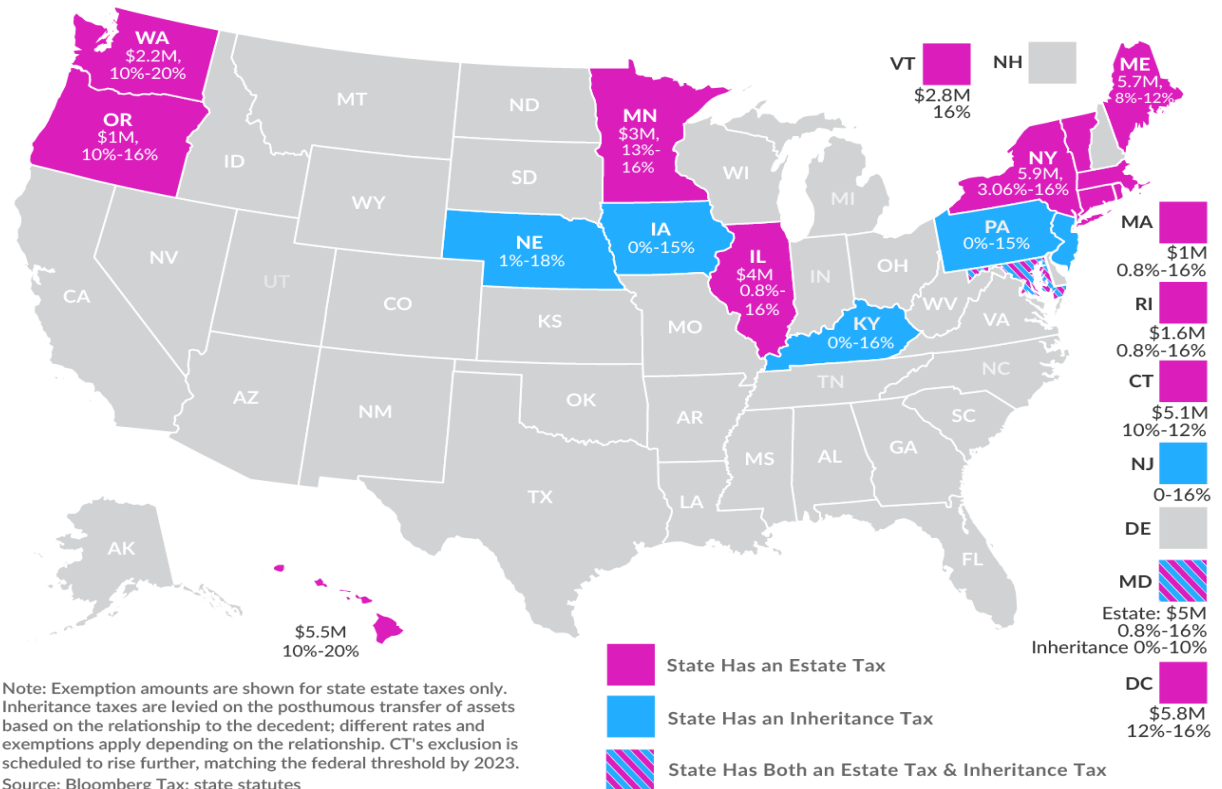 WA
$2.2M,
10%-20%
OR
$1M,
10%-16%
MT
ID
WY
NV
UT
CA
CO
AZ
NM
ND
SD
NE
1%-18%
KS
OK
TX
MN
$3M,
13%-
16%
IA
0%-15%
MO
AR
LA
WI
IL
$4M
0.8%-
16%
MI
IN
OH
KY
0%-16%
TN
MS
AL
GA
FL
SC
NC
VA
WV
PA
0%-15%
NY
5.9M,
3.06%-16%
ME
5.7M,
8%-12%
VT
$2.8M
16%
NH
MA
$1M
0.8%-16%
RI
$1.6M
0.8%-16%
CT
$5.1M
10%-12%
NJ
0-16%
DE
MD
Estate: $5M
0.8%-16%
Inheritance 0%-10%
DC
$5.8M
12%-16%
AK
$5.5M
10%-20%
State Has an Estate Tax
State Has an Inheritance Tax
State Has Both an Estate Tax & Inheritance Tax
Note: Exemption amounts are shown for state estate taxes only.
Inheritance taxes are levied on the posthumous transfer of assets
based on the relationship to the decedent; different rates and
exemptions apply depending on the relationship. CT's exclusion is
scheduled to rise further, matching the federal threshold by 2023.
Source: Bloomberg Tax; state statutes